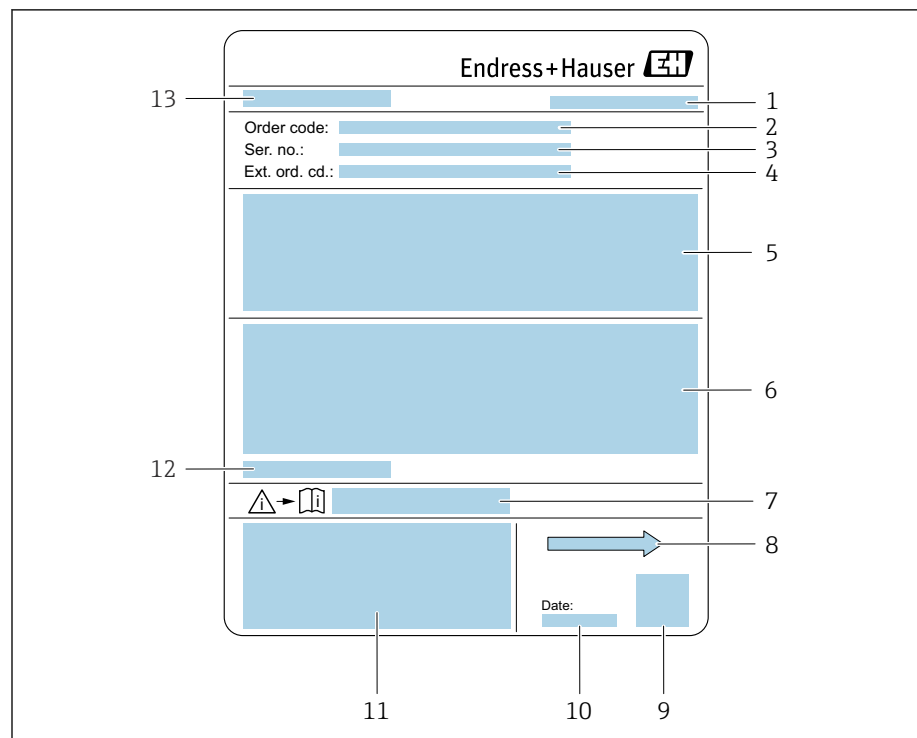 Endress+Hauser EH
13
1
Order code:
2
Ser. no.:
3
Ext. ord. cd.:
4
5
6
12
i i
7
8
Date:
11
10
9